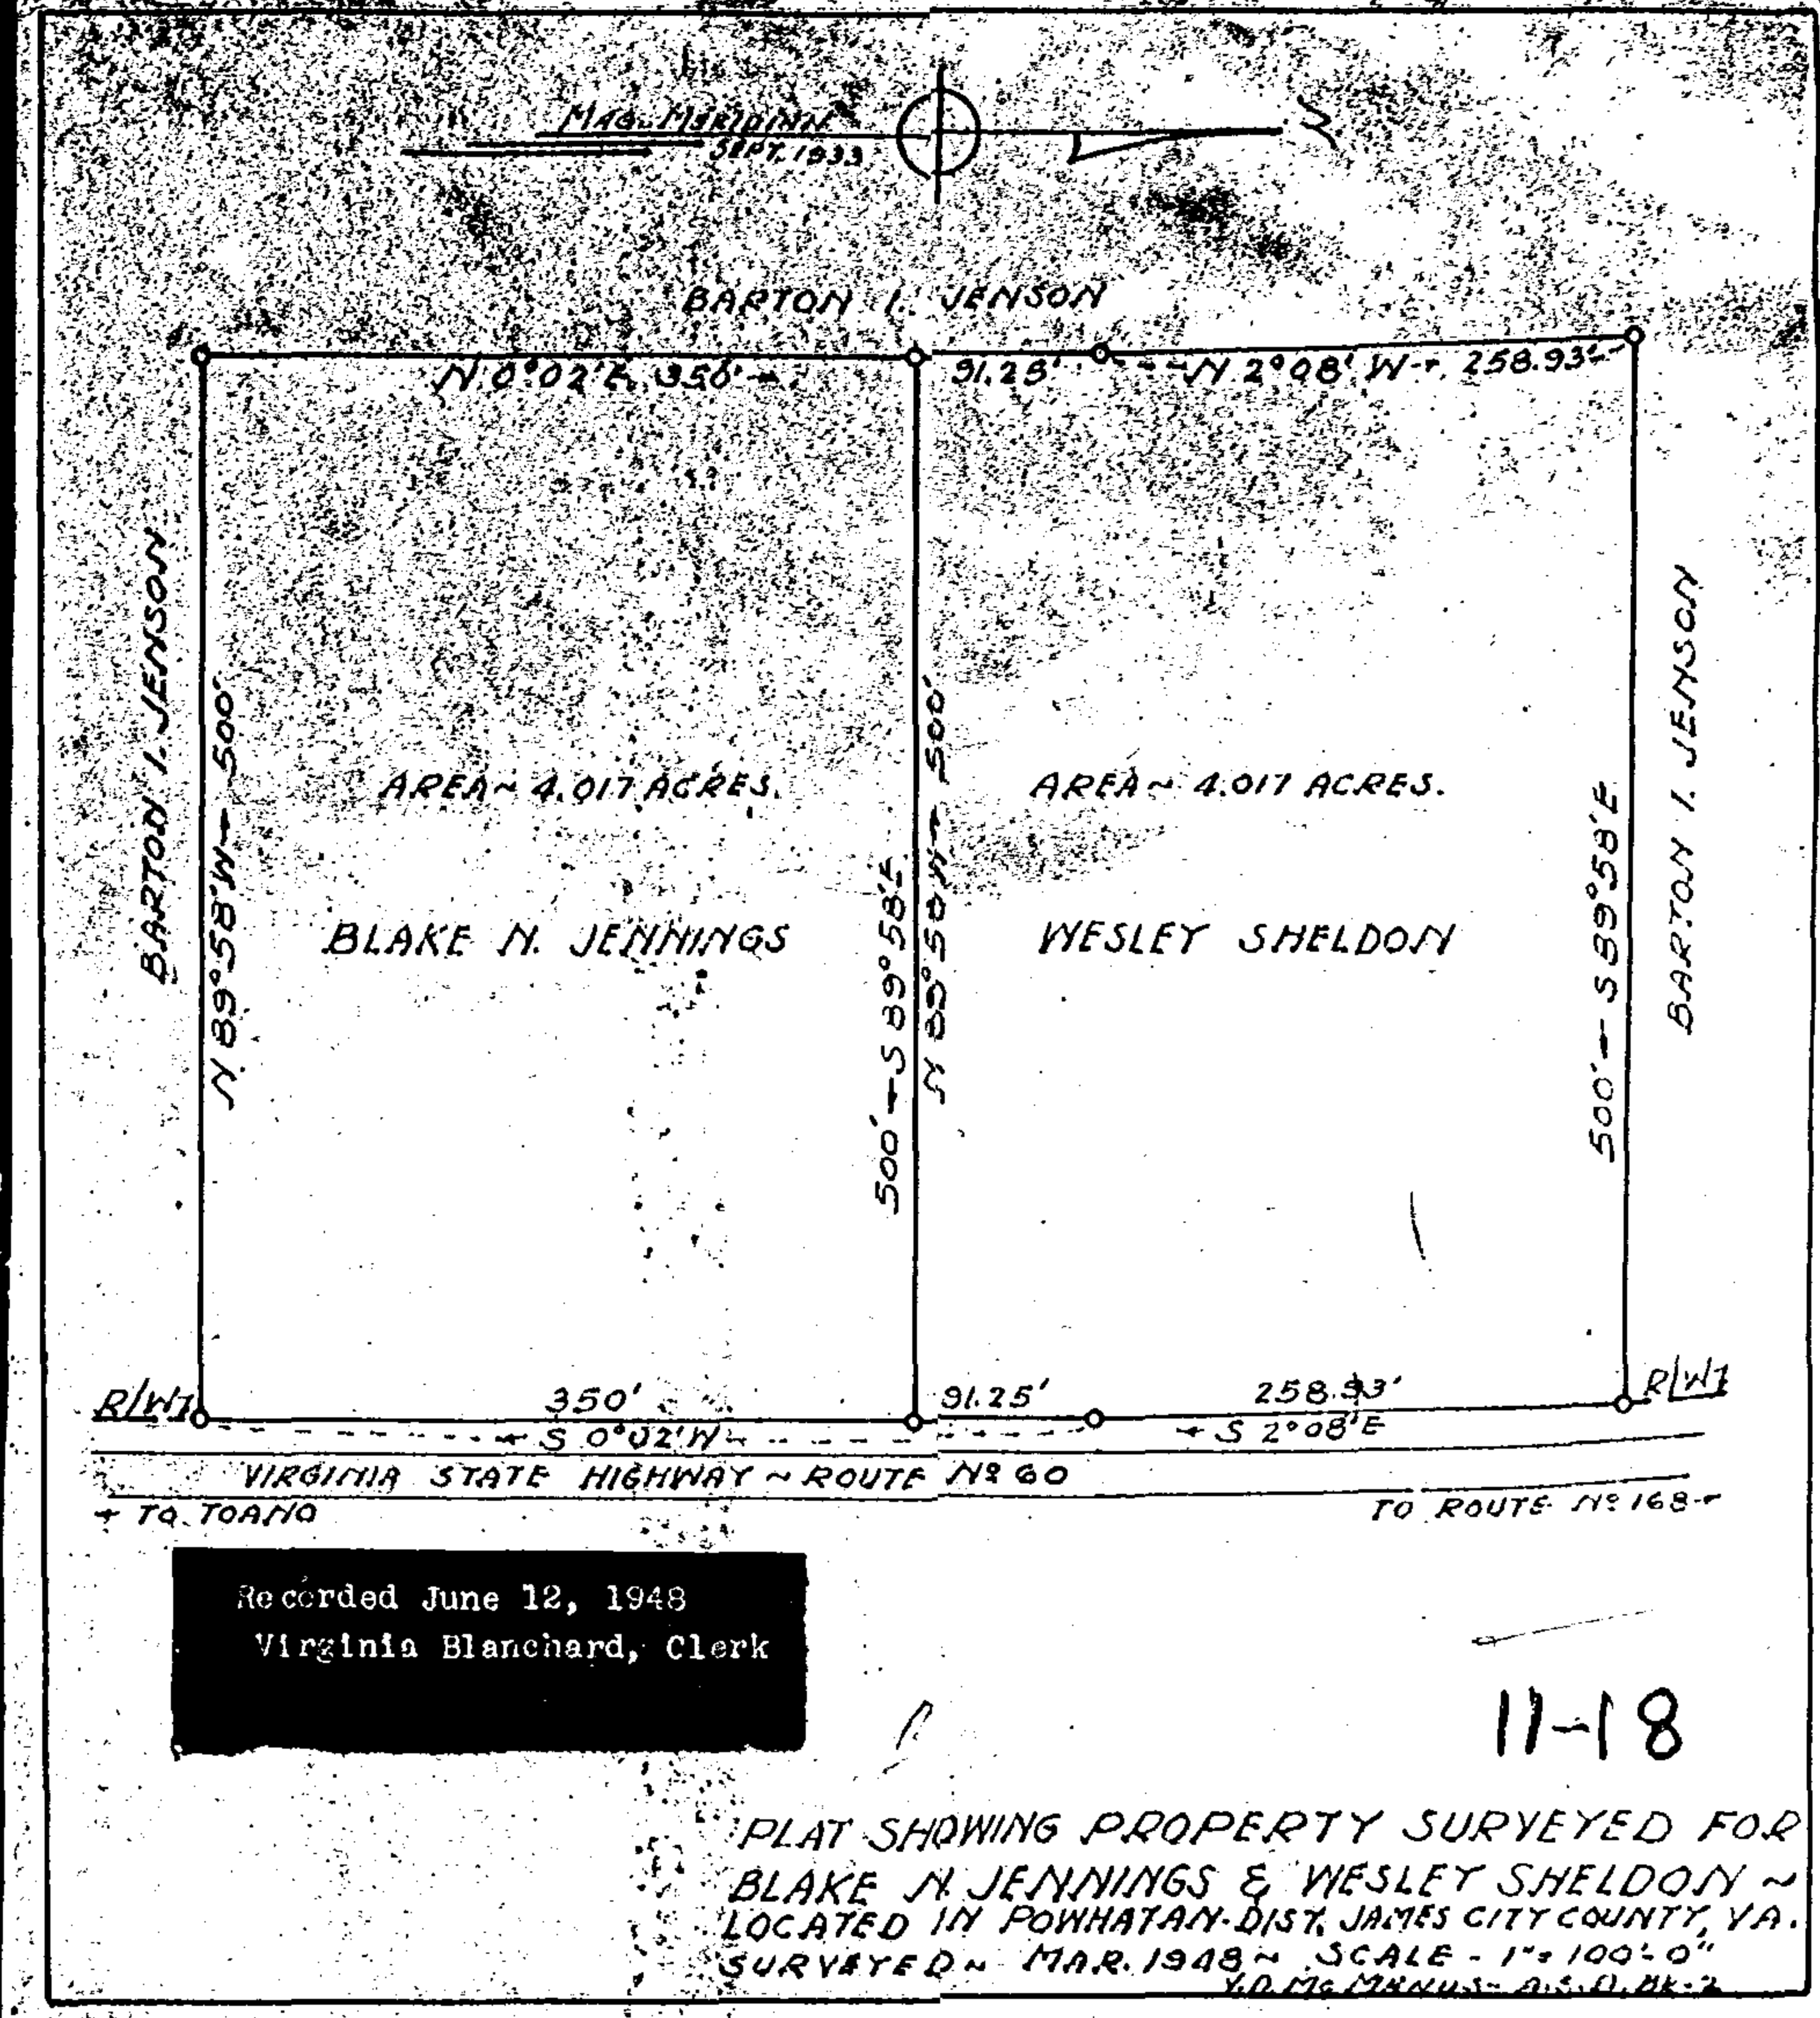 MAG. MERIDIAN
SEPT. 1933
BARTON I. JENSON
N. 0°02'E. 350'
91.25'
N 2°08' W 258.93'
BARTON I. JENSON
N. 89°58'W 500'
AREA ~ 4.017 ACRES.
BLAKE N. JENNINGS
500' S 89°58'E.
500'
AREA ~ 4.017 ACRES.
WESLEY SHELDON
500' S 89°58'E
BARTON I. JENSON
R/W
350'
S 0°02'W
91.25'
258.93'
S 2°08'E
R/W
VIRGINIA STATE HIGHWAY ~ ROUTE Nº 60
TO TOANO
TO ROUTE Nº 168
Recorded June 12, 1948
Virginia Blanchard, Clerk
11-18
PLAT SHOWING PROPERTY SURVEYED FOR
BLAKE N. JENNINGS & WESLEY SHELDON ~
LOCATED IN POWHATAN. DIST. JAMES CITY COUNTY, VA.
SURVEYED ~ MAR. 1948 ~ SCALE - 1" = 100'-0"
MC MANUS